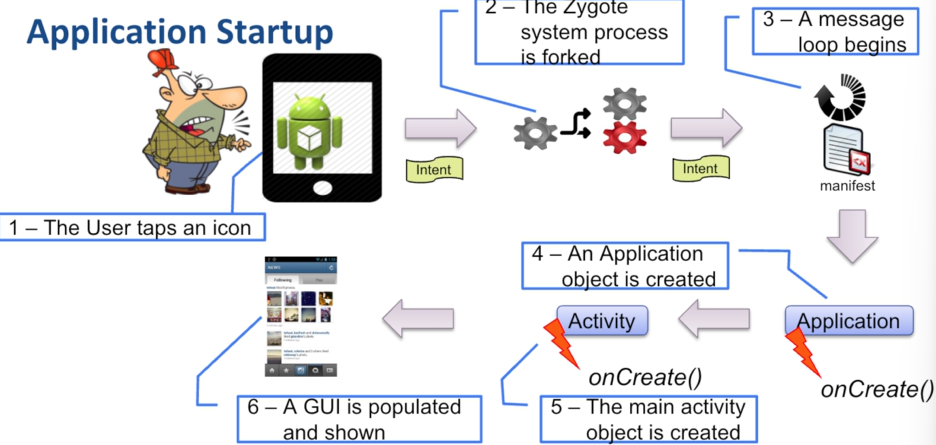 Application Startup
2 – The Zygote
system process
is forked
3 – A message
loop begins
Intent
Intent
manifest
1 – The User taps an icon
4 – An Application
object is created
Activity
Application
onCreate()
onCreate()
6 – A GUI is populated
and shown
5 – The main activity
object is created